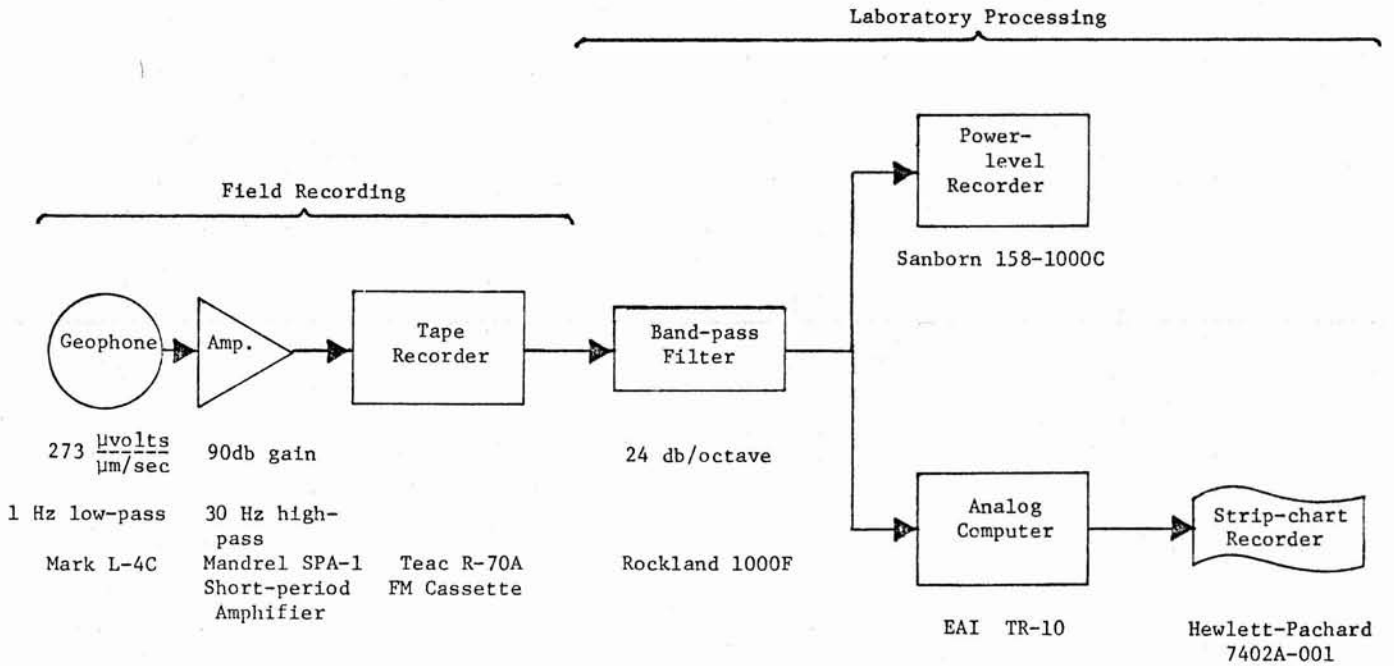 Laboratory Processing
Field Recording
Power-
level
Recorder
Sanborn 158-1000C
Geophone
Amp.
Tape
Recorder
Band-pass
Filter
273 μvolts
μm/sec
90db gain
24 db/octave
1 Hz low-pass
30 Hz high-
pass
Mark L-4C
Mandrel SPA-1
Short-period
Amphifier
Teac R-70A
FM Cassette
Rockland 1000F
Analog
Computer
EAI TR-10
Strip-chart
Recorder
Hewlett-Pachard
7402A-001